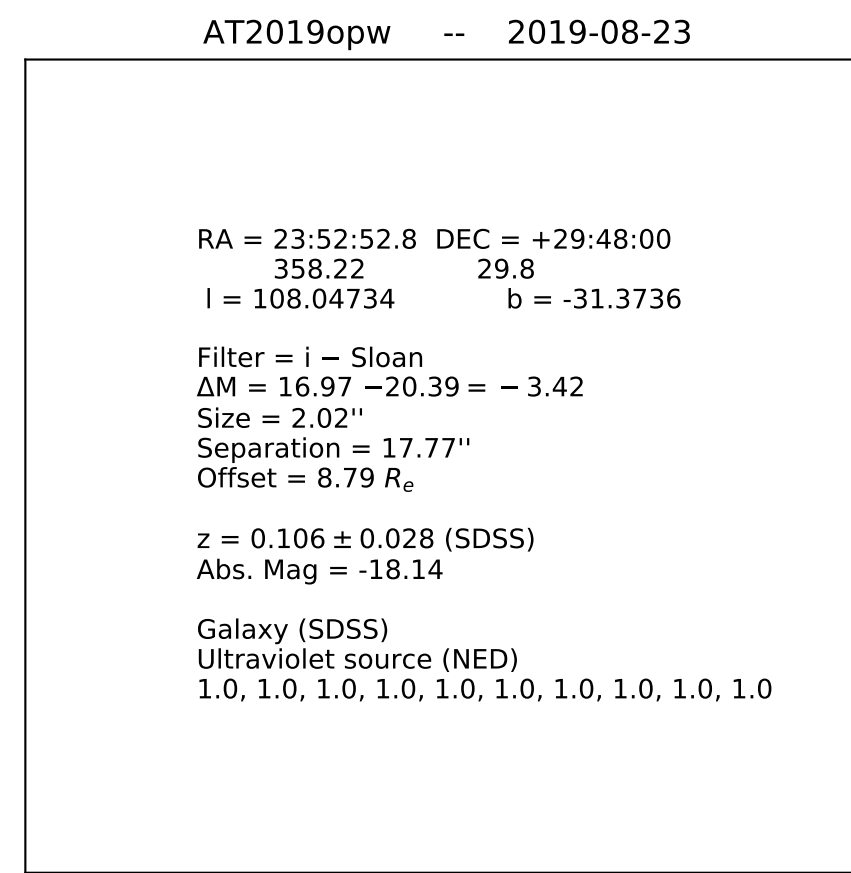 AT2019opw -- 2019-08-23
RA = 23:52:52.8 DEC = +29:48:00
358.22 29.8
l = 108.04734 b = -31.3736
Filter = i − Sloan
ΔM = 16.97 −20.39 = − 3.42
Size = 2.02''
Separation = 17.77''
Offset = 8.79 Rₑ
z = 0.106 ± 0.028 (SDSS)
Abs. Mag = -18.14
Galaxy (SDSS)
Ultraviolet source (NED)
1.0, 1.0, 1.0, 1.0, 1.0, 1.0, 1.0, 1.0, 1.0, 1.0